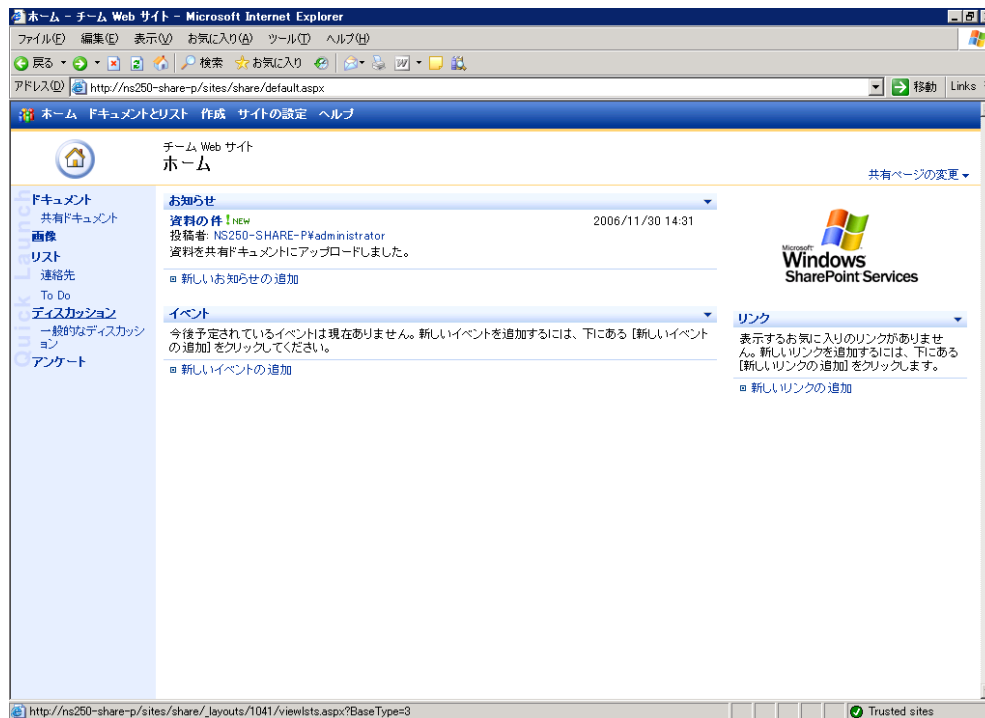 ホーム - チーム Web サイト - Microsoft Internet Explorer
ファイル(F) 編集(E) 表示(V) お気に入り(A) ツール(T) ヘルプ(H)
戻る 検索 お気に入り
アドレス(D) http://ns250-share-p/sites/share/default.aspx 移動 Links
ホーム ドキュメントとリスト 作成 サイトの設定 ヘルプ
チーム Web サイト
ホーム
共有ページの変更
Quick Launch
ドキュメント
共有ドキュメント
画像
リスト
連絡先
To Do
ディスカッション
一般的なディスカッシ
ョン
アンケート
お知らせ
資料の件 ! NEW 2006/11/30 14:31
投稿者: NS250-SHARE-P¥administrator
資料を共有ドキュメントにアップロードしました。
新しいお知らせの追加
イベント
今後予定されているイベントは現在ありません。新しいイベントを追加するには、下にある [新しいイベント
の追加] をクリックしてください。
新しいイベントの追加
Microsoft
Windows
SharePoint Services
リンク
表示するお気に入りのリンクがありませ
ん。新しいリンクを追加するには、下にある
[新しいリンクの追加] をクリックします。
新しいリンクの追加
http://ns250-share-p/sites/share/_layouts/1041/viewlsts.aspx?BaseType=3 Trusted sites